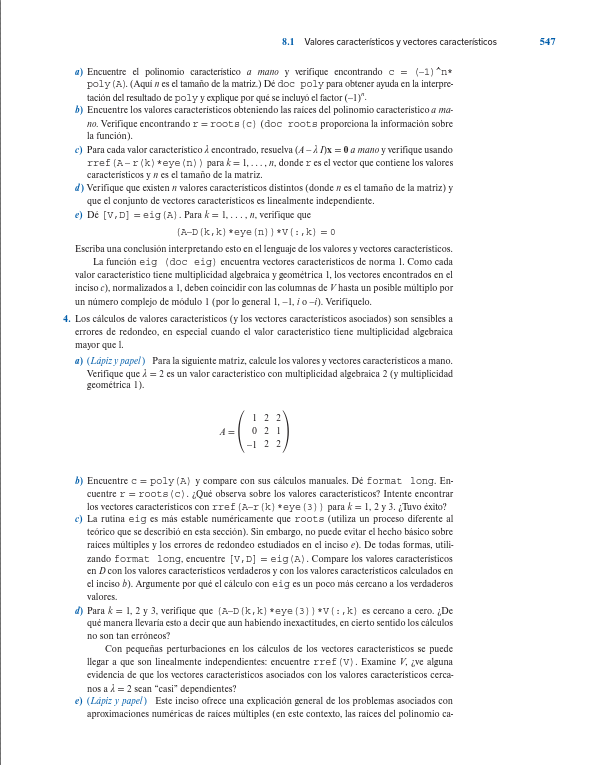 8.1 Valores característicos y vectores característicos 547
a) Encuentre el polinomio característico a mano y verifique encontrando c = (-1)^n*
poly(A). (Aquí n es el tamaño de la matriz.) Dé doc poly para obtener ayuda en la interpre-
tación del resultado de poly y explique por qué se incluyó el factor (–1)ⁿ.
b) Encuentre los valores característicos obteniendo las raíces del polinomio característico a ma-
no. Verifique encontrando r = roots(c) (doc roots proporciona la información sobre
la función).
c) Para cada valor característico λ encontrado, resuelva (A – λ I)x = 0 a mano y verifique usando
rref(A–r(k)*eye(n)) para k = 1, . . . , n, donde r es el vector que contiene los valores
característicos y n es el tamaño de la matriz.
d) Verifique que existen n valores característicos distintos (donde n es el tamaño de la matriz) y
que el conjunto de vectores característicos es linealmente independiente.
e) Dé [V,D] = eig(A). Para k = 1, . . . , n, verifique que
(A–D(k,k)*eye(n))*V(:,k) = 0
Escriba una conclusión interpretando esto en el lenguaje de los valores y vectores característicos.
La función eig (doc eig) encuentra vectores característicos de norma 1. Como cada
valor característico tiene multiplicidad algebraica y geométrica 1, los vectores encontrados en el
inciso c), normalizados a 1, deben coincidir con las columnas de V hasta un posible múltiplo por
un número complejo de módulo 1 (por lo general 1, –1, i o –i). Verifíquelo.
4. Los cálculos de valores característicos (y los vectores característicos asociados) son sensibles a
errores de redondeo, en especial cuando el valor característico tiene multiplicidad algebraica
mayor que 1.
a) (Lápiz y papel) Para la siguiente matriz, calcule los valores y vectores característicos a mano.
Verifique que λ = 2 es un valor característico con multiplicidad algebraica 2 (y multiplicidad
geométrica 1).
1 2 2
A = 0 2 1
–1 2 2
b) Encuentre c = poly(A) y compare con sus cálculos manuales. Dé format long. En-
cuentre r = roots(c). ¿Qué observa sobre los valores característicos? Intente encontrar
los vectores característicos con rref(A–r(k)*eye(3)) para k = 1, 2 y 3. ¿Tuvo éxito?
c) La rutina eig es más estable numéricamente que roots (utiliza un proceso diferente al
teórico que se describió en esta sección). Sin embargo, no puede evitar el hecho básico sobre
raíces múltiples y los errores de redondeo estudiados en el inciso e). De todas formas, utili-
zando format long, encuentre [V,D] = eig(A). Compare los valores característicos
en D con los valores característicos verdaderos y con los valores característicos calculados en
el inciso b). Argumente por qué el cálculo con eig es un poco más cercano a los verdaderos
valores.
d) Para k = 1, 2 y 3, verifique que (A–D(k,k)*eye(3))*V(:,k) es cercano a cero. ¿De
qué manera llevaría esto a decir que aun habiendo inexactitudes, en cierto sentido los cálculos
no son tan erróneos?
Con pequeñas perturbaciones en los cálculos de los vectores característicos se puede
llegar a que son linealmente independientes: encuentre rref(V). Examine V, ¿ve alguna
evidencia de que los vectores característicos asociados con los valores característicos cerca-
nos a λ = 2 sean “casi” dependientes?
e) (Lápiz y papel) Este inciso ofrece una explicación general de los problemas asociados con
aproximaciones numéricas de raíces múltiples (en este contexto, las raíces del polinomio ca-